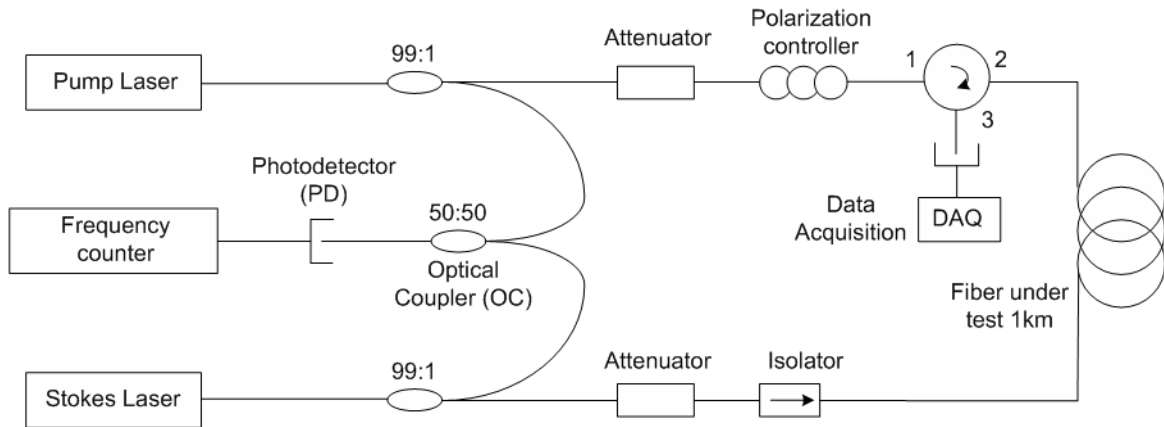 99:1
Pump Laser
Attenuator
Polarization
controller
1
2
3
Photodetector
(PD)
50:50
Frequency
counter
Optical
Coupler (OC)
Data
Acquisition
DAQ
Fiber under
test 1km
99:1
Stokes Laser
Attenuator
Isolator